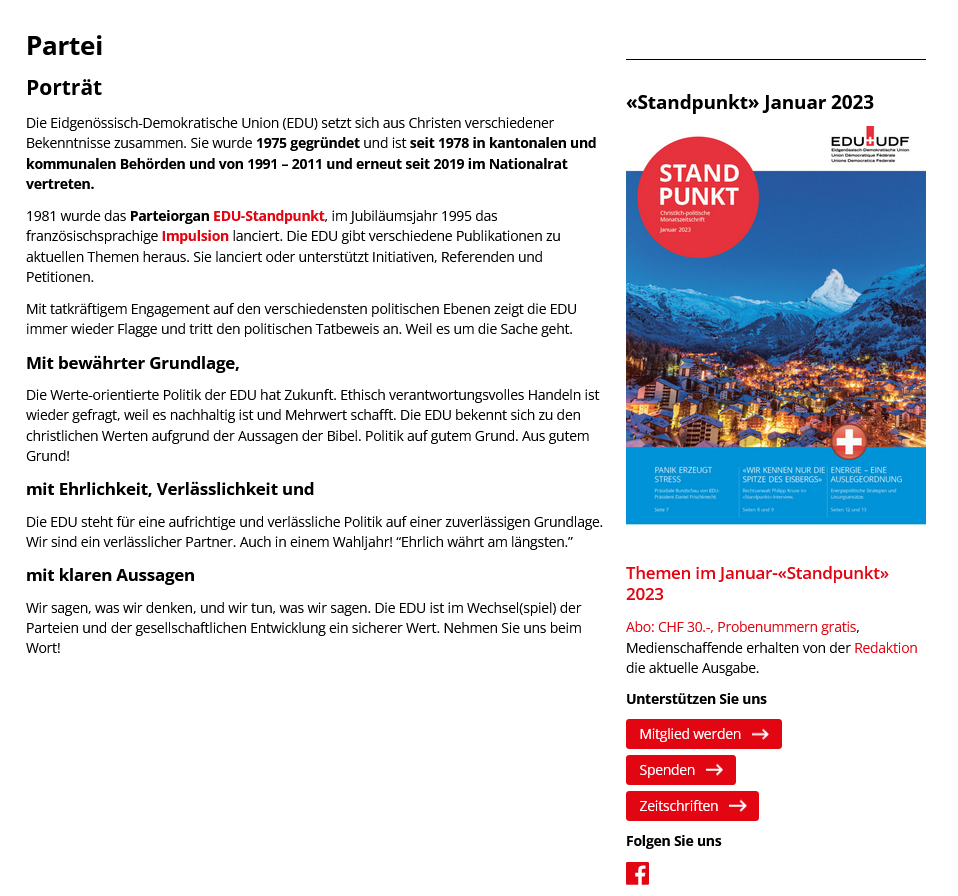 Partei
Porträt
Die Eidgenössisch-Demokratische Union (EDU) setzt sich aus Christen verschiedener
Bekenntnisse zusammen. Sie wurde 1975 gegründet und ist seit 1978 in kantonalen und
kommunalen Behörden und von 1991 – 2011 und erneut seit 2019 im Nationalrat
vertreten.
1981 wurde das Parteiorgan EDU-Standpunkt, im Jubiläumsjahr 1995 das
französischsprachige Impulsion lanciert. Die EDU gibt verschiedene Publikationen zu
aktuellen Themen heraus. Sie lanciert oder unterstützt Initiativen, Referenden und
Petitionen.
Mit tatkräftigem Engagement auf den verschiedensten politischen Ebenen zeigt die EDU
immer wieder Flagge und tritt den politischen Tatbeweis an. Weil es um die Sache geht.
Mit bewährter Grundlage,
Die Werte-orientierte Politik der EDU hat Zukunft. Ethisch verantwortungsvolles Handeln ist
wieder gefragt, weil es nachhaltig ist und Mehrwert schafft. Die EDU bekennt sich zu den
christlichen Werten aufgrund der Aussagen der Bibel. Politik auf gutem Grund. Aus gutem
Grund!
mit Ehrlichkeit, Verlässlichkeit und
Die EDU steht für eine aufrichtige und verlässliche Politik auf einer zuverlässigen Grundlage.
Wir sind ein verlässlicher Partner. Auch in einem Wahljahr! “Ehrlich währt am längsten.”
mit klaren Aussagen
Wir sagen, was wir denken, und wir tun, was wir sagen. Die EDU ist im Wechsel(spiel) der
Parteien und der gesellschaftlichen Entwicklung ein sicherer Wert. Nehmen Sie uns beim
Wort!
«Standpunkt» Januar 2023
EDU UDF
Eidgenössisch-Demokratische Union
Union Démocratique Fédérale
Unione Democratica Federale
STAND
PUNKT
Christlich-politische
Monatszeitschrift
Januar 2023
PANIK ERZEUGT
STRESS
Präsidiale Rundschau von EDU-
Präsident Daniel Frischknecht.
Seite 7
«WIR KENNEN NUR DIE
SPITZE DES EISBERGS»
Rechtsanwalt Philipp Kruse im
«Standpunkt»-Interview.
Seiten 8 und 9
ENERGIE – EINE
AUSLEGEORDNUNG
Energiepolitische Strategien und
Lösungsansätze.
Seiten 12 und 13
Themen im Januar-«Standpunkt»
2023
Abo: CHF 30.-, Probenummern gratis,
Medienschaffende erhalten von der Redaktion
die aktuelle Ausgabe.
Unterstützen Sie uns
Mitglied werden
Spenden
Zeitschriften
Folgen Sie uns